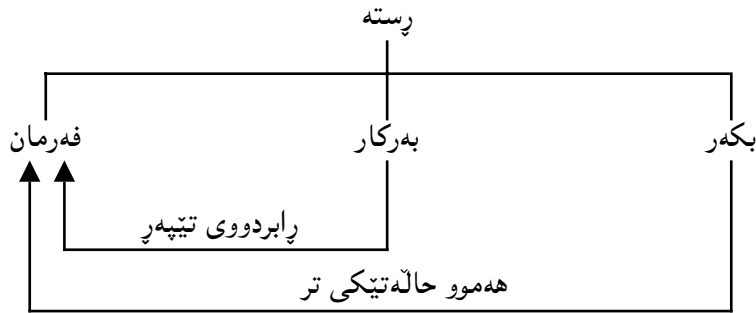 ڕستە
بکەر
بەرکار
فەرمان
ڕابردووی تێپەڕ
هەموو حاڵەتێکی تر